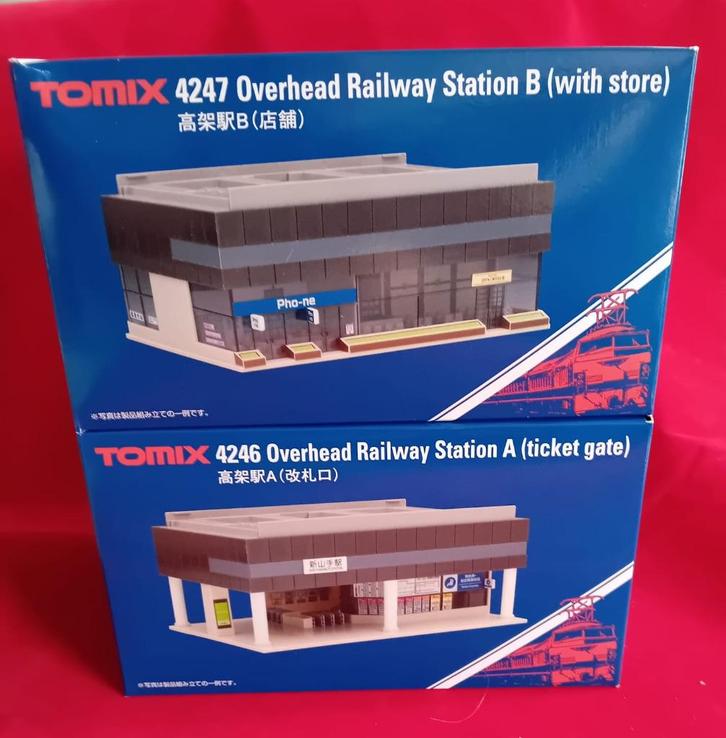 TOMIX 4247 Overhead Railway Station B (with store)
高架駅B(店舗)
Pho-ne
※写真は製品組み立ての一例です。
TOMIX 4246 Overhead Railway Station A (ticket gate)
高架駅A(改札口)
新山手駅
※写真は製品組み立ての一例です。